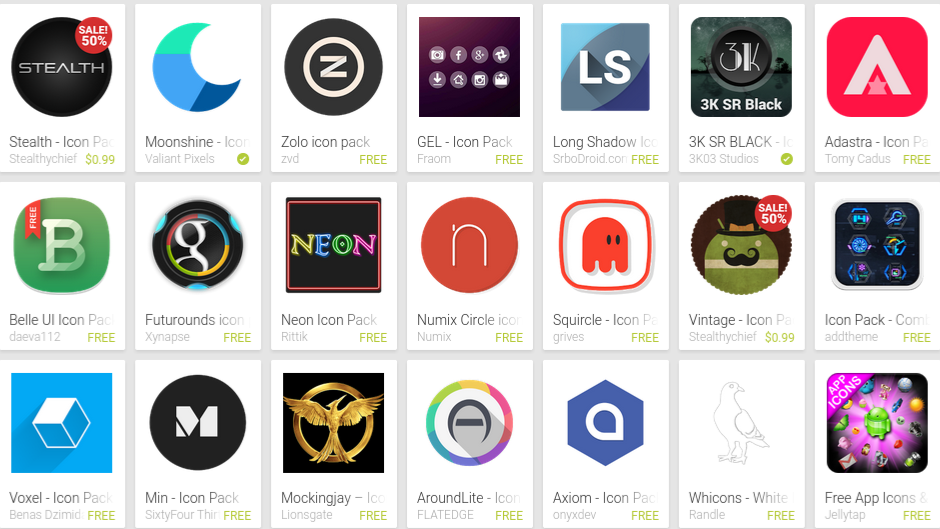 SALE!
50%
STEALTH
Stealth - Icon Pac
Stealthychief $0.99
Moonshine - Icon
Valiant Pixels
Z
Zolo icon pack
zvd FREE
GEL - Icon Pack
Fraom FREE
LS
Long Shadow Ic
SrboDroid.com FREE
3K
3K SR Black
3K SR BLACK - I
3K03 Studios
Adastra - Icon Pa
Tomy Cadus FREE
FREE
B
Belle UI Icon Pac
daeva112 FREE
g
Futurounds icon
Xynapse FREE
NEON
Neon Icon Pack
Rittik FREE
n
Numix Circle icon
Numix FREE
Squircle - Icon Pa
grives FREE
SALE!
50%
Vintage - Icon Pa
Stealthychief $0.99
14
Icon Pack - Com
addtheme FREE
Voxel - Icon Pack
Benas Dzimid FREE
M
Min - Icon Pack
SixtyFour Thir FREE
Mockingjay – Ico
Lionsgate FREE
A
AroundLite - Icon
FLATEDGE FREE
Axiom - Icon Pac
onyxdev FREE
Whicons - White
Randle FREE
APP
ICONS
Free App Icons &
Jellytap FREE